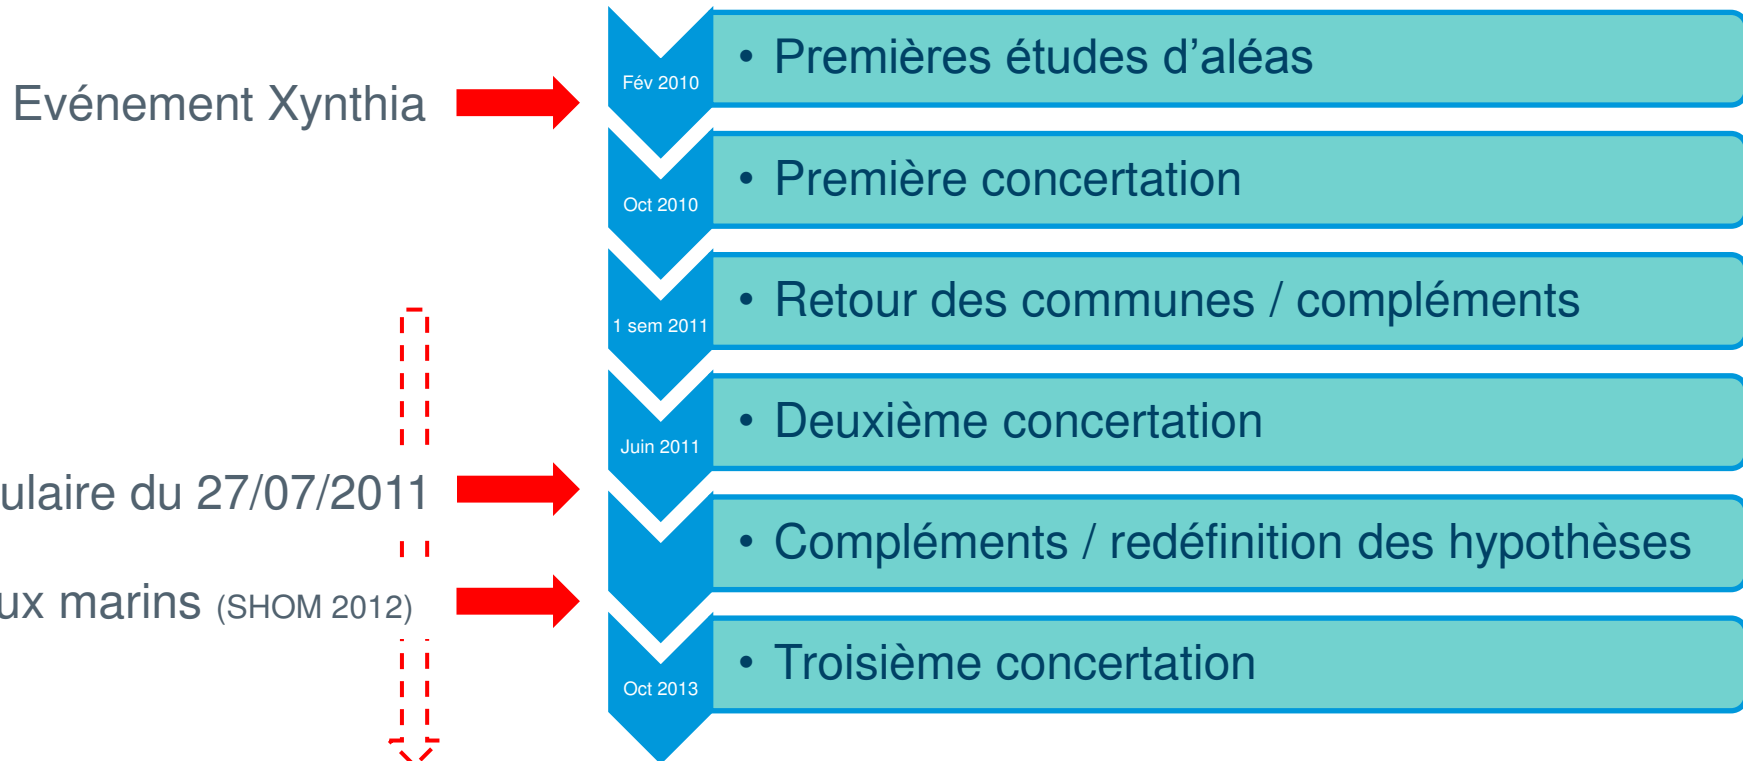 Fév 2010
• Premières études d’aléas
Evénement Xynthia
Oct 2010
• Première concertation
1 sem 2011
• Retour des communes / compléments
Juin 2011
• Deuxième concertation
ulaire du 27/07/2011
• Compléments / redéfinition des hypothèses
ux marins (SHOM 2012)
Oct 2013
• Troisième concertation